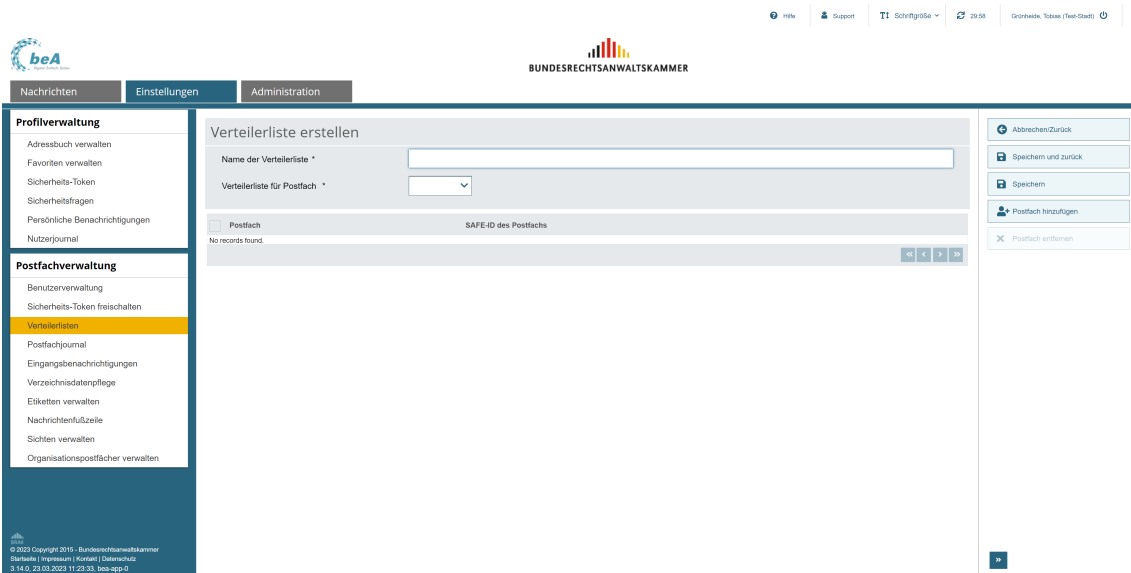 Hilfe
Support
Schriftgröße
29:58
Grünheide, Tobias (Test-Stadt)
beA
BUNDESRECHTSANWALTSKAMMER
Nachrichten
Einstellungen
Administration
Profilverwaltung
Adressbuch verwalten
Favoriten verwalten
Sicherheits-Token
Sicherheitsfragen
Persönliche Benachrichtigungen
Nutzerjournal
Postfachverwaltung
Benutzerverwaltung
Sicherheits-Token freischalten
Verteilerlisten
Postfachjournal
Eingangsbenachrichtigungen
Verzeichnisdatenpflege
Etiketten verwalten
Nachrichtenfußzeile
Sichten verwalten
Organisationspostfächer verwalten
BRAK
© 2023 Copyright 2015 - Bundesrechtsanwaltskammer
Startseite | Impressum | Kontakt | Datenschutz
3.14.0, 23.03.2023 11:23:33, bea-app-0
Verteilerliste erstellen
Name der Verteilerliste *
Verteilerliste für Postfach *
Postfach SAFE-ID des Postfachs
No records found.
Abbrechen/Zurück
Speichern und zurück
Speichern
Postfach hinzufügen
Postfach entfernen